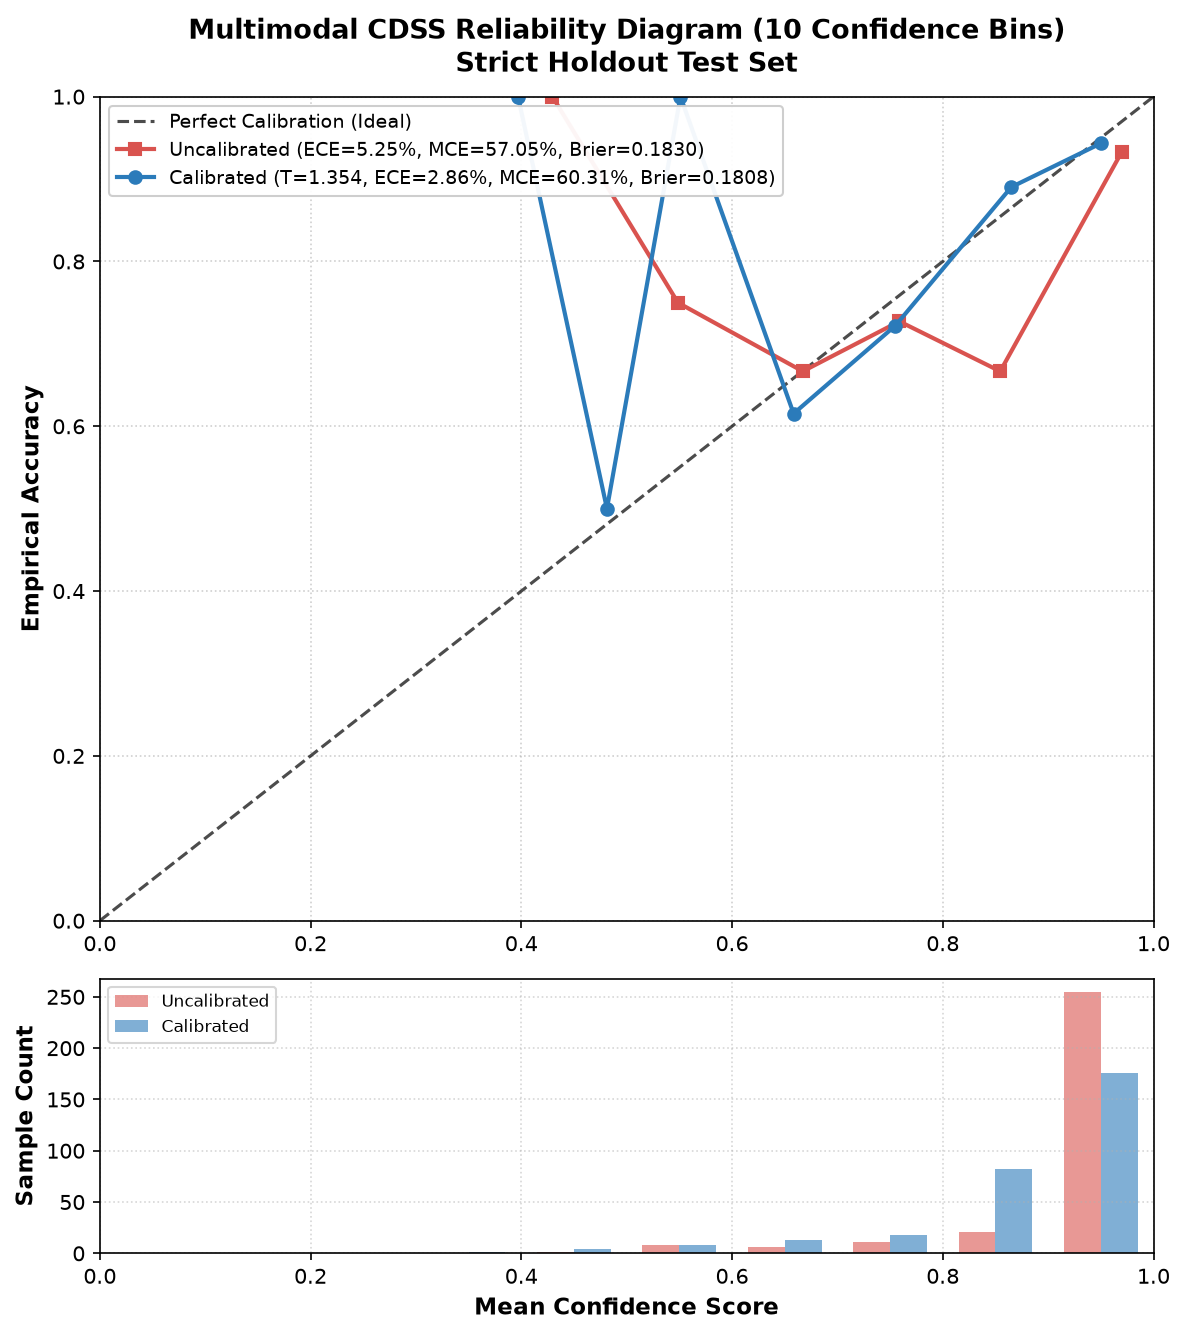 Multimodal CDSS Reliability Diagram (10 Confidence Bins)
Strict Holdout Test Set
Perfect Calibration (Ideal)
Uncalibrated (ECE=5.25%, MCE=57.05%, Brier=0.1830)
Calibrated (T=1.354, ECE=2.86%, MCE=60.31%, Brier=0.1808)
Empirical Accuracy
1.0
0.8
0.6
0.4
0.2
0.0
0.0 0.2 0.4 0.6 0.8 1.0
Uncalibrated
Calibrated
Sample Count
250
200
150
100
50
0
0.0 0.2 0.4 0.6 0.8 1.0
Mean Confidence Score